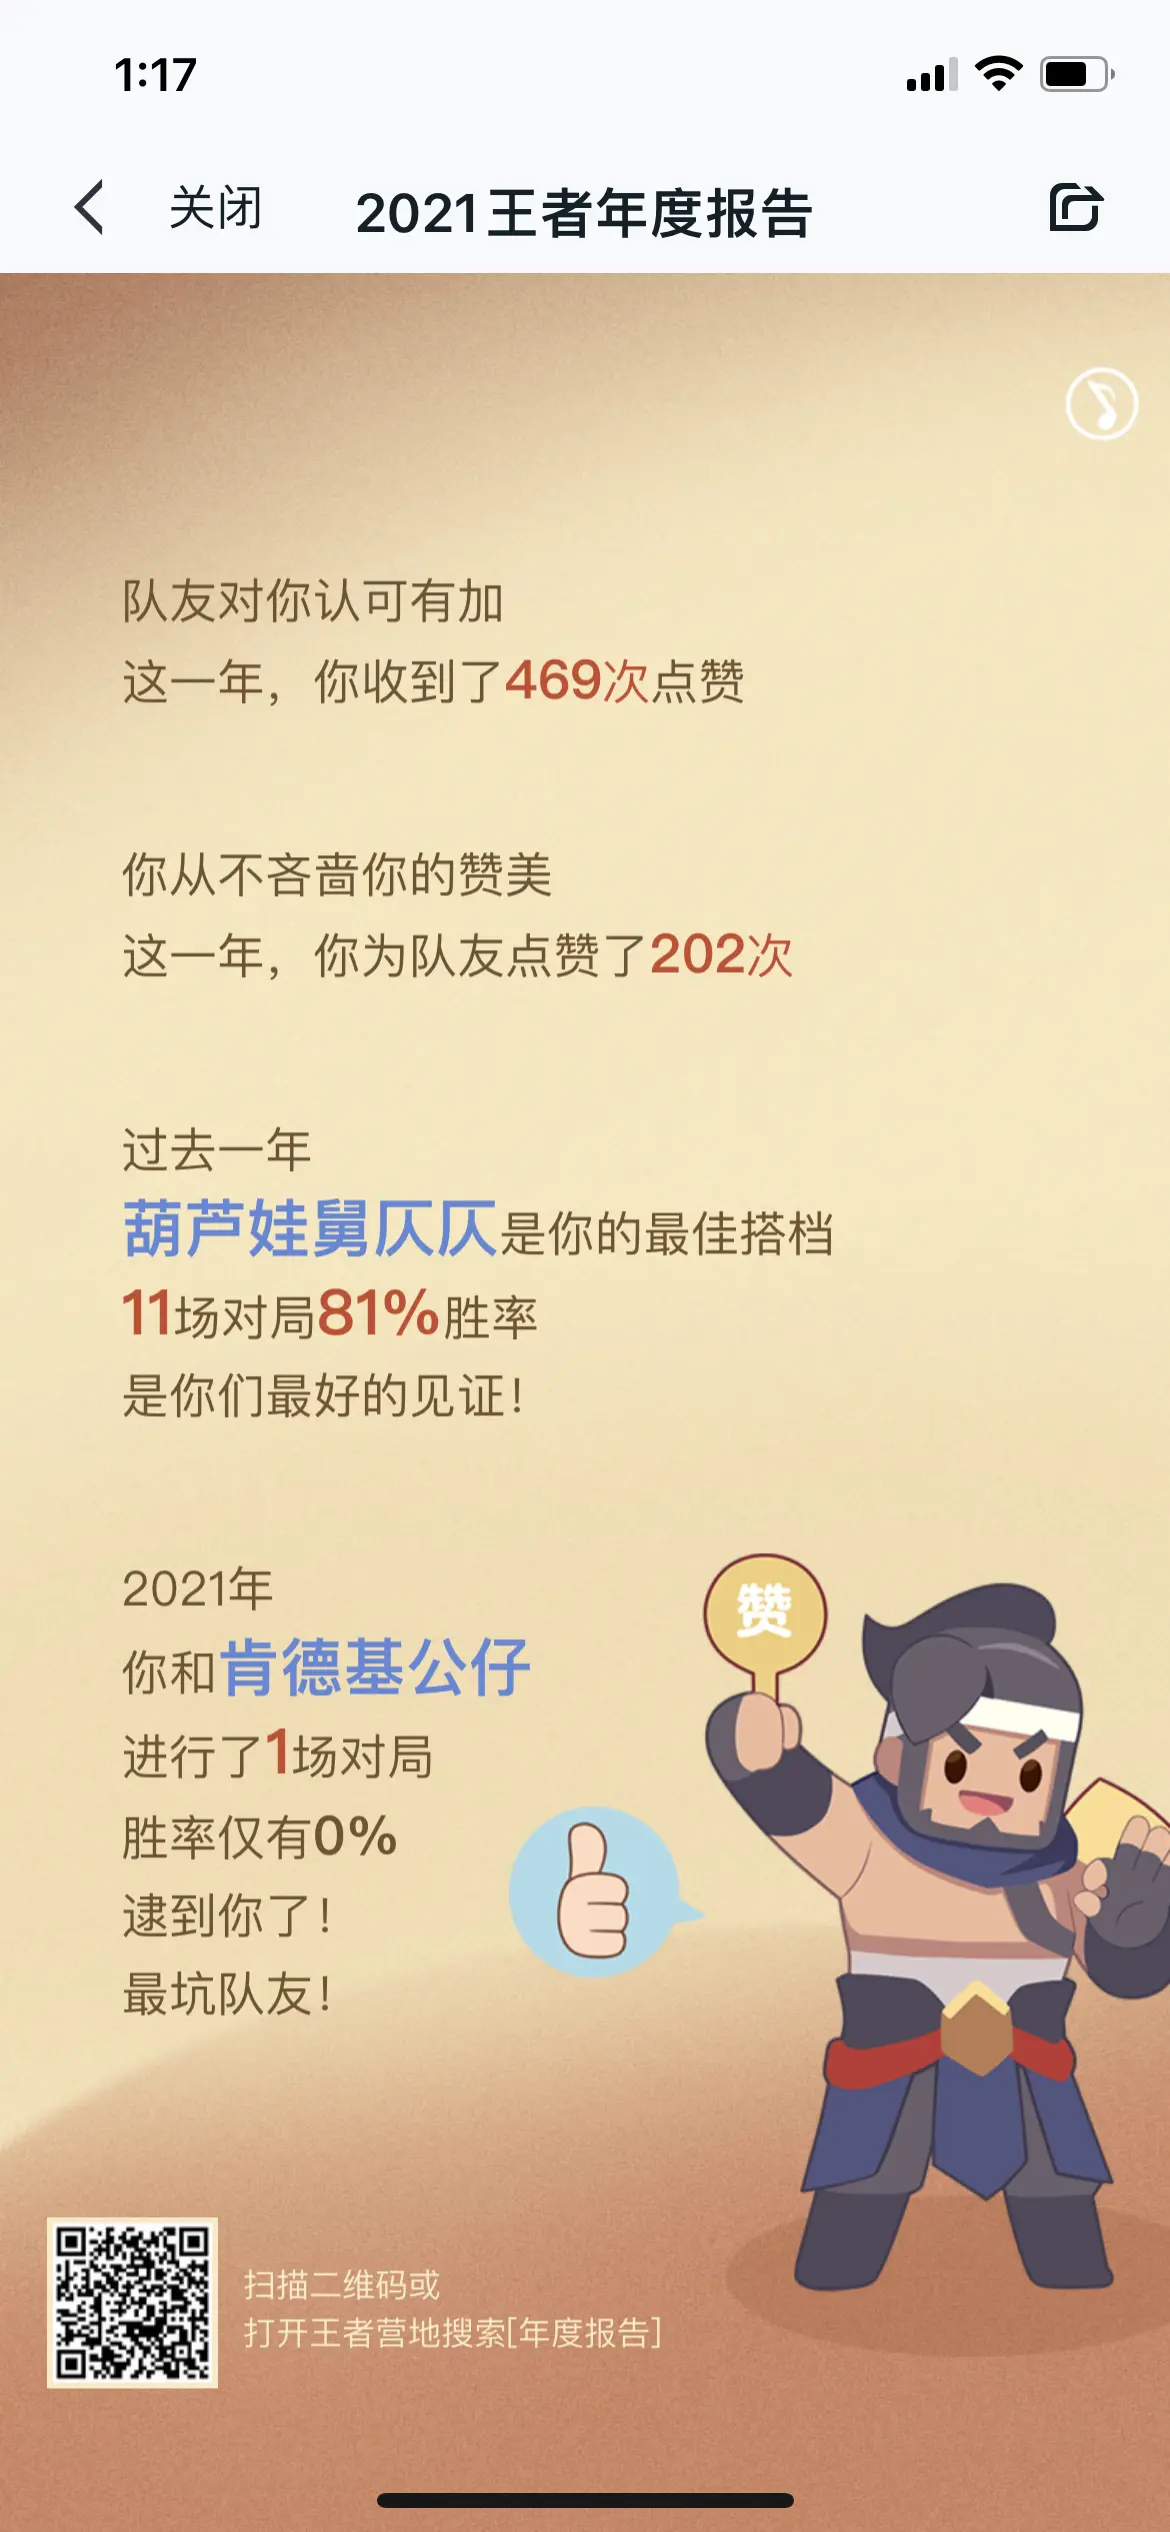 1:17
关闭
2021王者年度报告
队友对你认可有加
这一年，你收到了469次点赞
你从不吝啬你的赞美
这一年，你为队友点赞了202次
过去一年
葫芦娃舅仄仄是你的最佳搭档
11场对局81%胜率
是你们最好的见证！
2021年
你和肯德基公仔
进行了1场对局
胜率仅有0%
逮到你了！
最坑队友！
赞
扫描二维码或
打开王者营地搜索[年度报告]